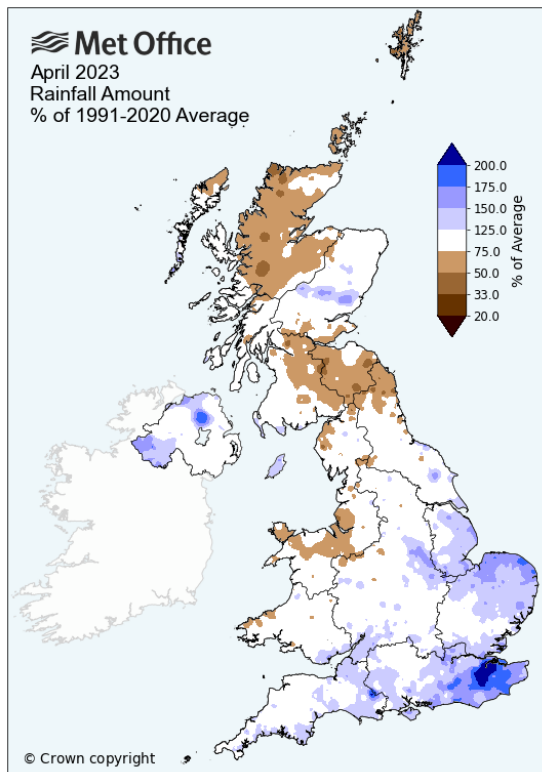 Met Office
April 2023
Rainfall Amount
% of 1991-2020 Average
200.0
175.0
150.0
125.0
75.0
50.0
33.0
20.0
% of Average
© Crown copyright